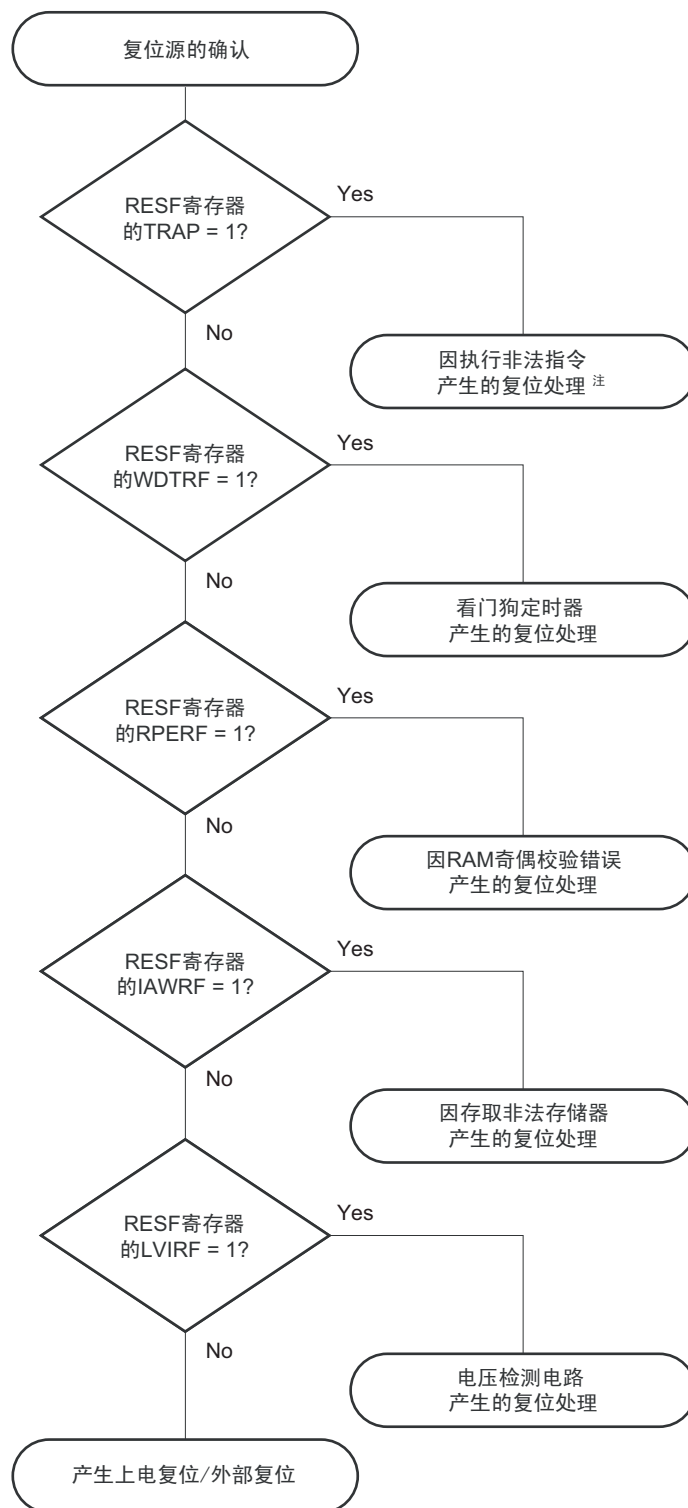 复位源的确认
RESF寄存器
的TRAP = 1?
Yes
No
因执行非法指令
产生的复位处理 注
RESF寄存器
的WDTRF = 1?
Yes
No
看门狗定时器
产生的复位处理
RESF寄存器
的RPERF = 1?
Yes
No
因RAM奇偶校验错误
产生的复位处理
RESF寄存器
的IAWRF = 1?
Yes
No
因存取非法存储器
产生的复位处理
RESF寄存器
的LVIRF = 1?
Yes
No
电压检测电路
产生的复位处理
产生上电复位/外部复位